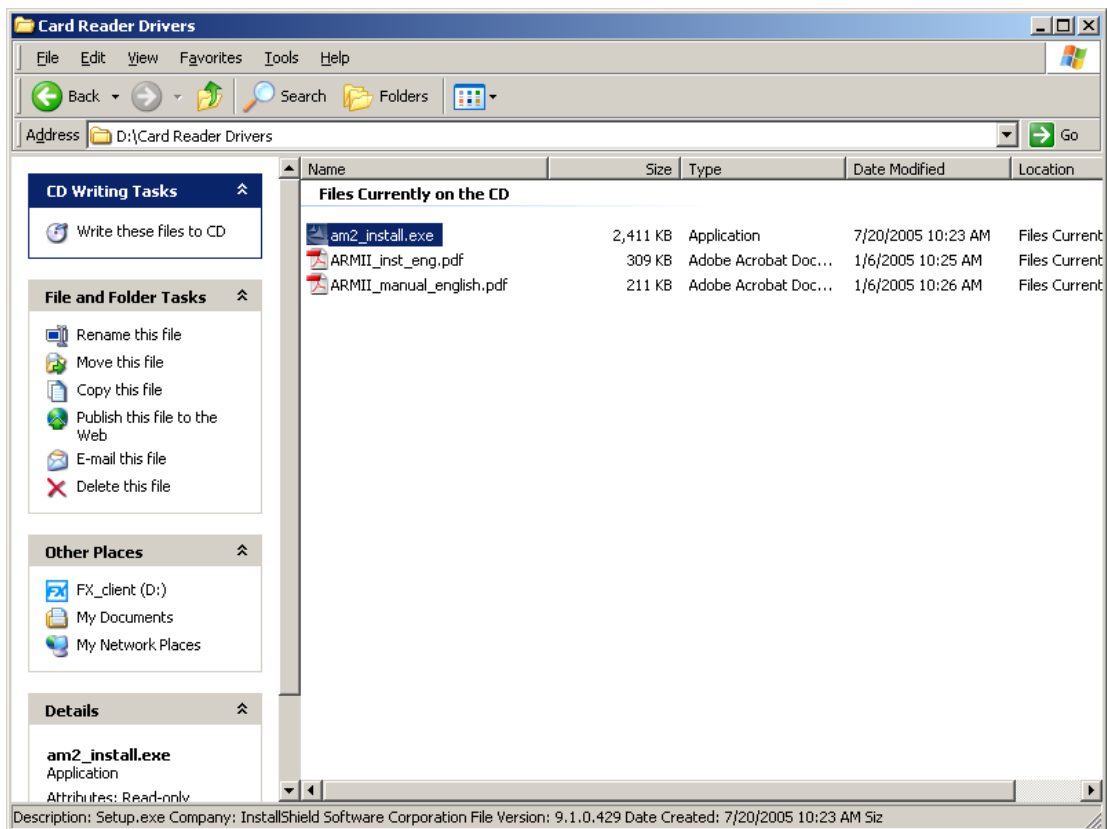 Card Reader Drivers
File Edit View Favorites Tools Help
Back Search Folders
Address D:\Card Reader Drivers Go
Name Size Type Date Modified Location
Files Currently on the CD
am2_install.exe 2,411 KB Application 7/20/2005 10:23 AM Files Current
ARMII_inst_eng.pdf 309 KB Adobe Acrobat Doc... 1/6/2005 10:25 AM Files Current
ARMII_manual_english.pdf 211 KB Adobe Acrobat Doc... 1/6/2005 10:26 AM Files Current
CD Writing Tasks
Write these files to CD
File and Folder Tasks
Rename this file
Move this file
Copy this file
Publish this file to the
Web
E-mail this file
Delete this file
Other Places
FX_client (D:)
My Documents
My Network Places
Details
am2_install.exe
Application
Attributes: Read-only
Description: Setup.exe Company: InstallShield Software Corporation File Version: 9.1.0.429 Date Created: 7/20/2005 10:23 AM Siz